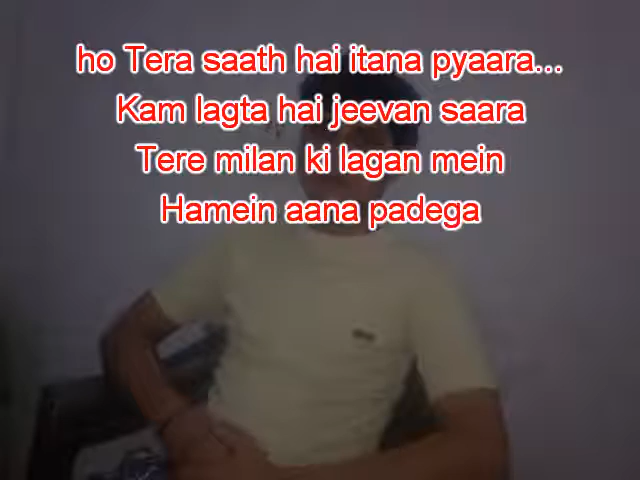 ho Tera saath hai itana pyaara...
Kam lagta hai jeevan saara
Tere milan ki lagan mein
Hamein aana padega